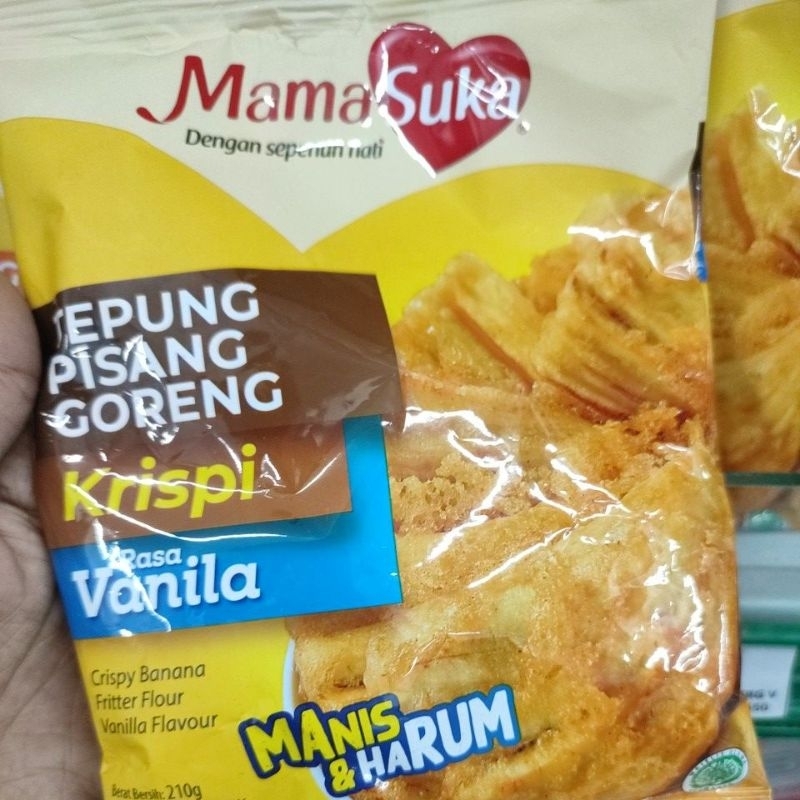 MamaSuka
Dengan sepenuh hati
TEPUNG
PISANG
GORENG
Krispi
Rasa
Vanila
Crispy Banana
Fritter Flour
Vanilla Flavour
MANIS
& HARUM
Berat Bersih: 210g